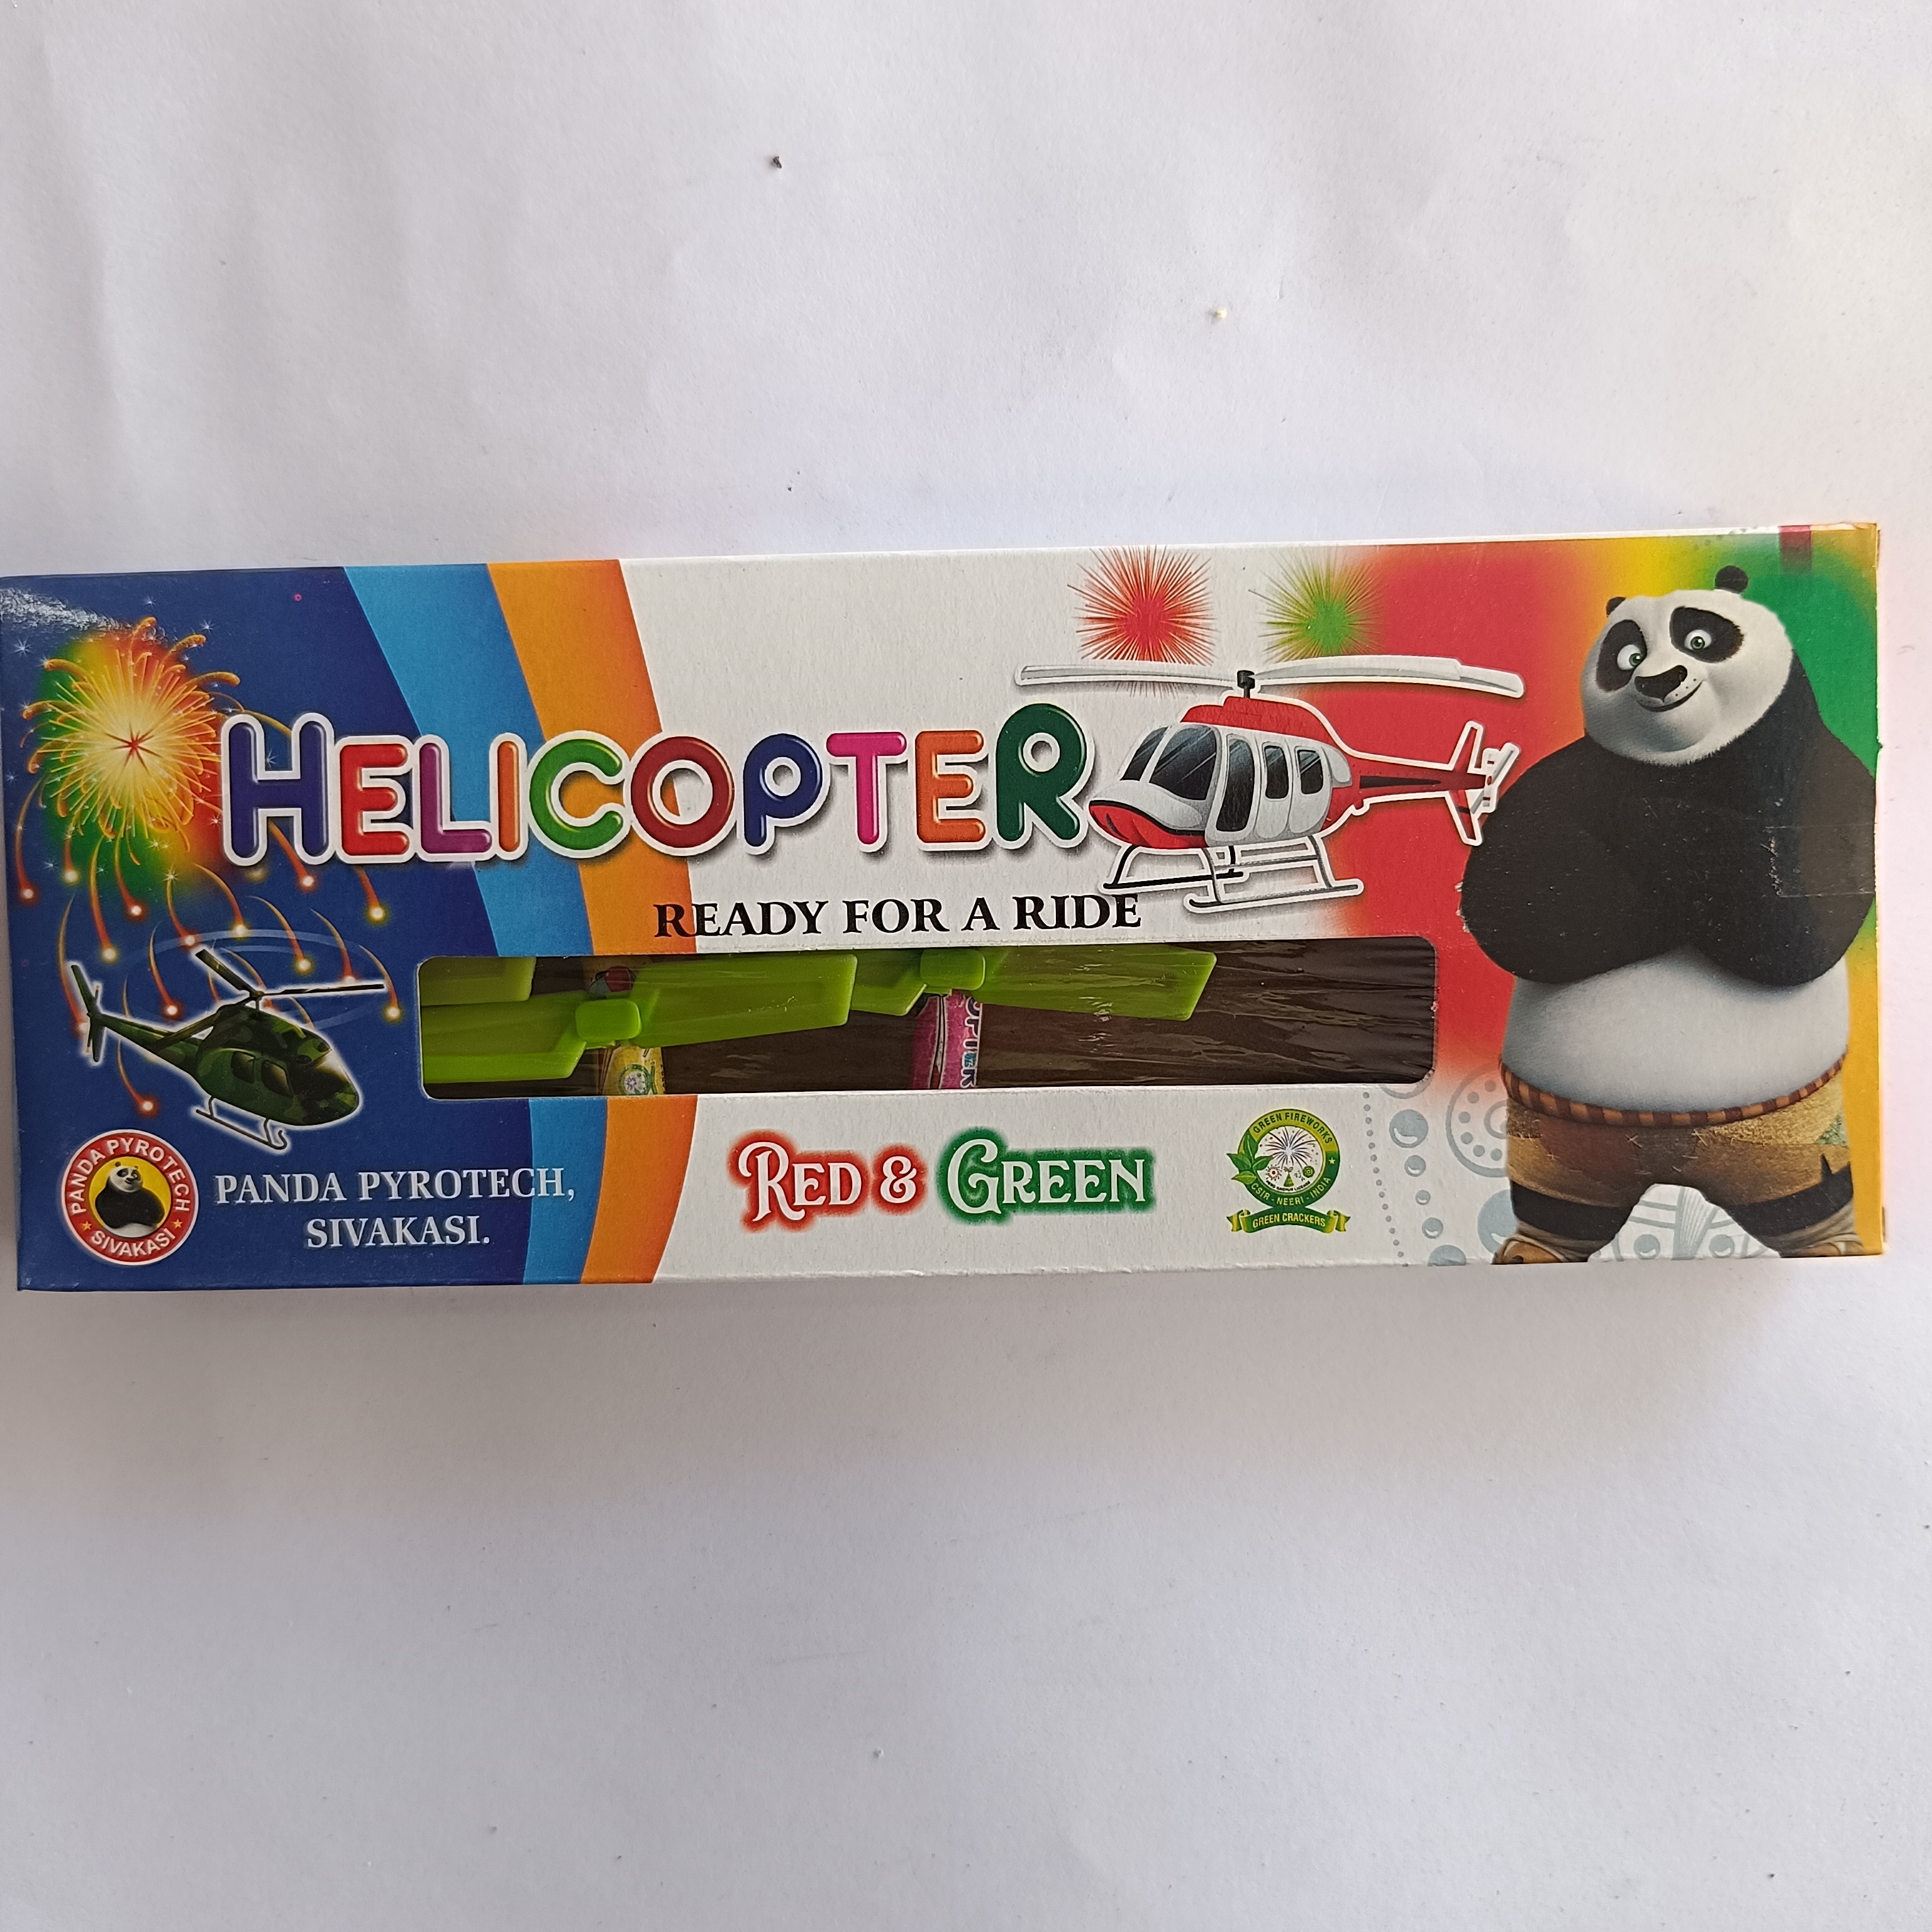 HELICOPTER
READY FOR A RIDE
OPTER
PANDA PYROTECH
SIVAKASI
PANDA PYROTECH,
SIVAKASI.
RED & GREEN
GREEN FIREWORKS
CSIR - NEERI - INDIA
GREEN CRACKERS